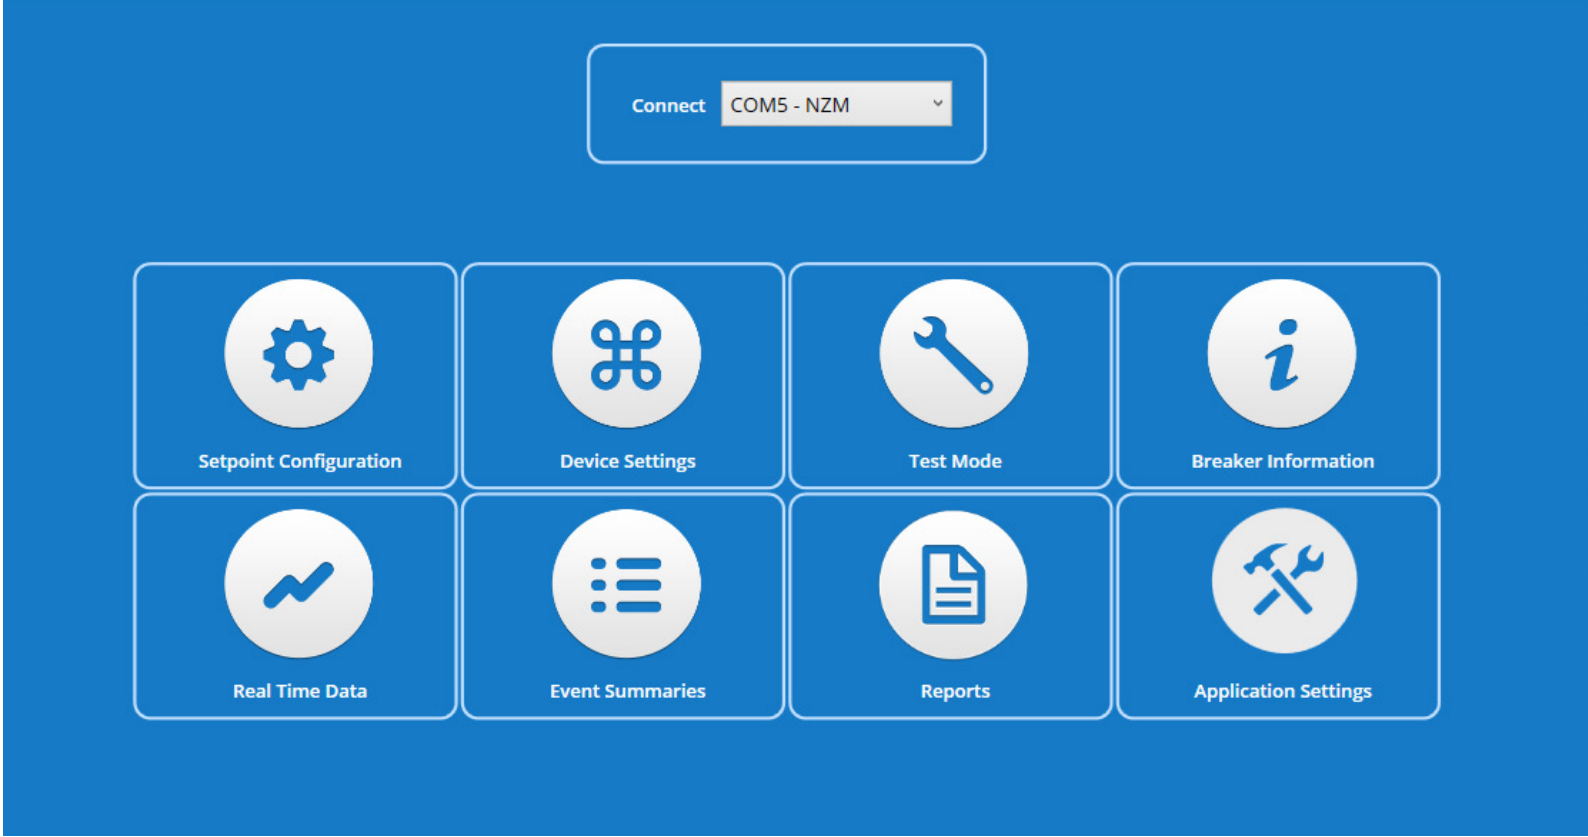 Connect COM5 - NZM
Setpoint Configuration
Device Settings
Test Mode
Breaker Information
Real Time Data
Event Summaries
Reports
Application Settings